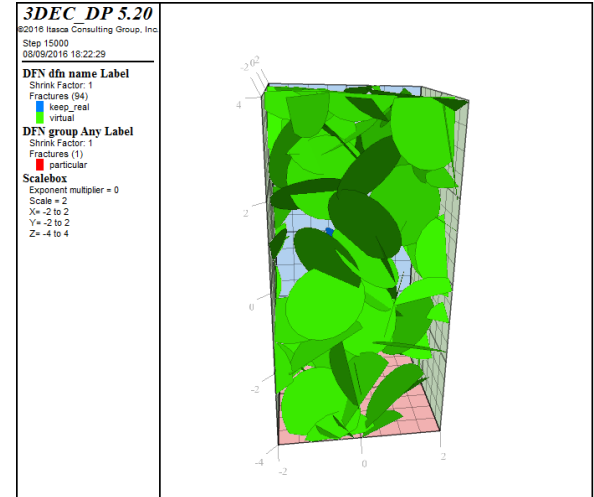 3DEC_DP 5.20
©2016 Itasca Consulting Group, Inc.
Step 15000
08/09/2016 18:22:29
DFN dfn name Label
Shrink Factor: 1
Fractures (94)
keep_real
virtual
DFN group Any Label
Shrink Factor: 1
Fractures (1)
particular
Scalebox
Exponent multiplier = 0
Scale = 2
X= -2 to 2
Y= -2 to 2
Z= -4 to 4
-2 0 2
4
2
0
-2
-4
-2
0
2